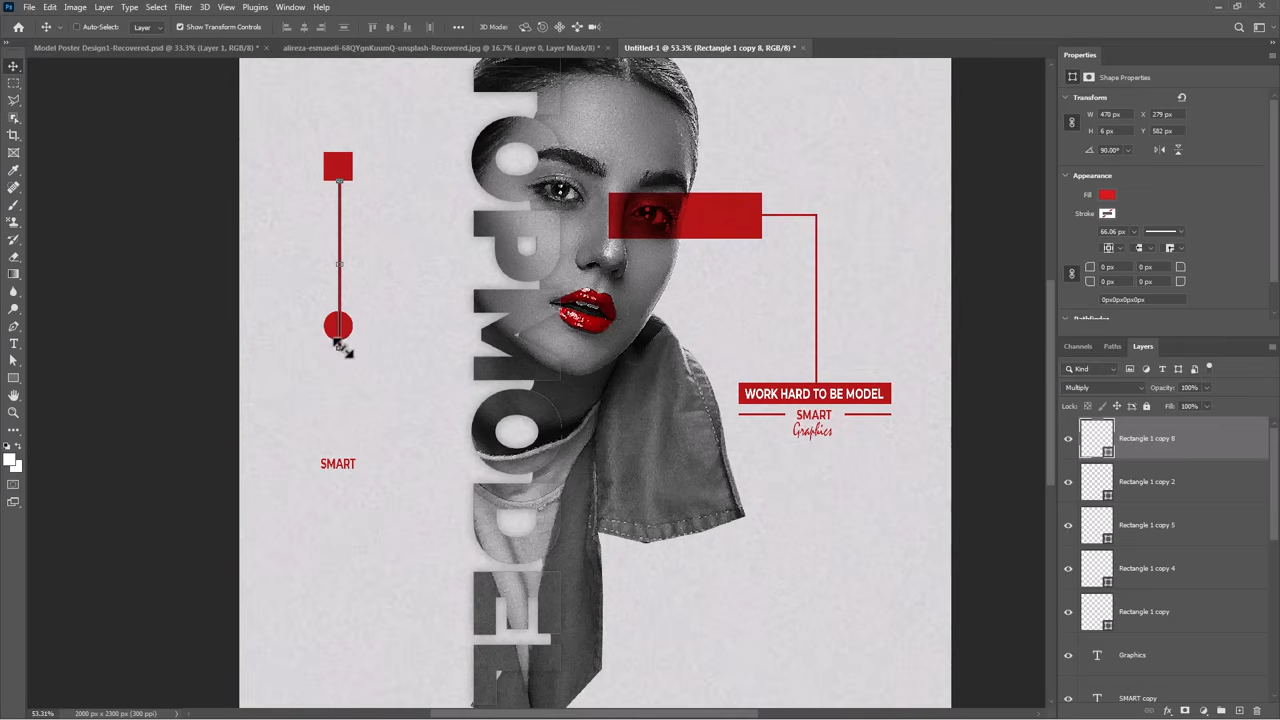 Ps File Edit Image Layer Type Select Filter 3D View Plugins Window Help
Auto-Select: Layer Show Transform Controls 3D Mode:
Model Poster Design1-Recovered.psd @ 33.3% (Layer 1, RGB/8) * × alireza-esmaeeli-68QYgnKuumQ-unsplash-Recovered.jpg @ 16.7% (Layer 0, Layer Mask/8) * × Untitled-1 @ 53.3% (Rectangle 1 copy 8, RGB/8) * ×
Properties
Shape Properties
Transform
W 470 px X 279 px
H 6 px Y 582 px
90.00°
Appearance
Fill
Stroke
66.06 px
0 px 0 px
0 px 0 px
0px0px0px0px
Pathfinder
Channels Paths Layers
Kind
Multiply Opacity: 100%
Lock: Fill: 100%
Rectangle 1 copy 8
Rectangle 1 copy 2
Rectangle 1 copy 5
Rectangle 1 copy 4
Rectangle 1 copy
T Graphics
T SMART copy
TOPMODEL
WORK HARD TO BE MODEL
SMART
Graphics
SMART
53.31% 2000 px x 2300 px (300 ppi)